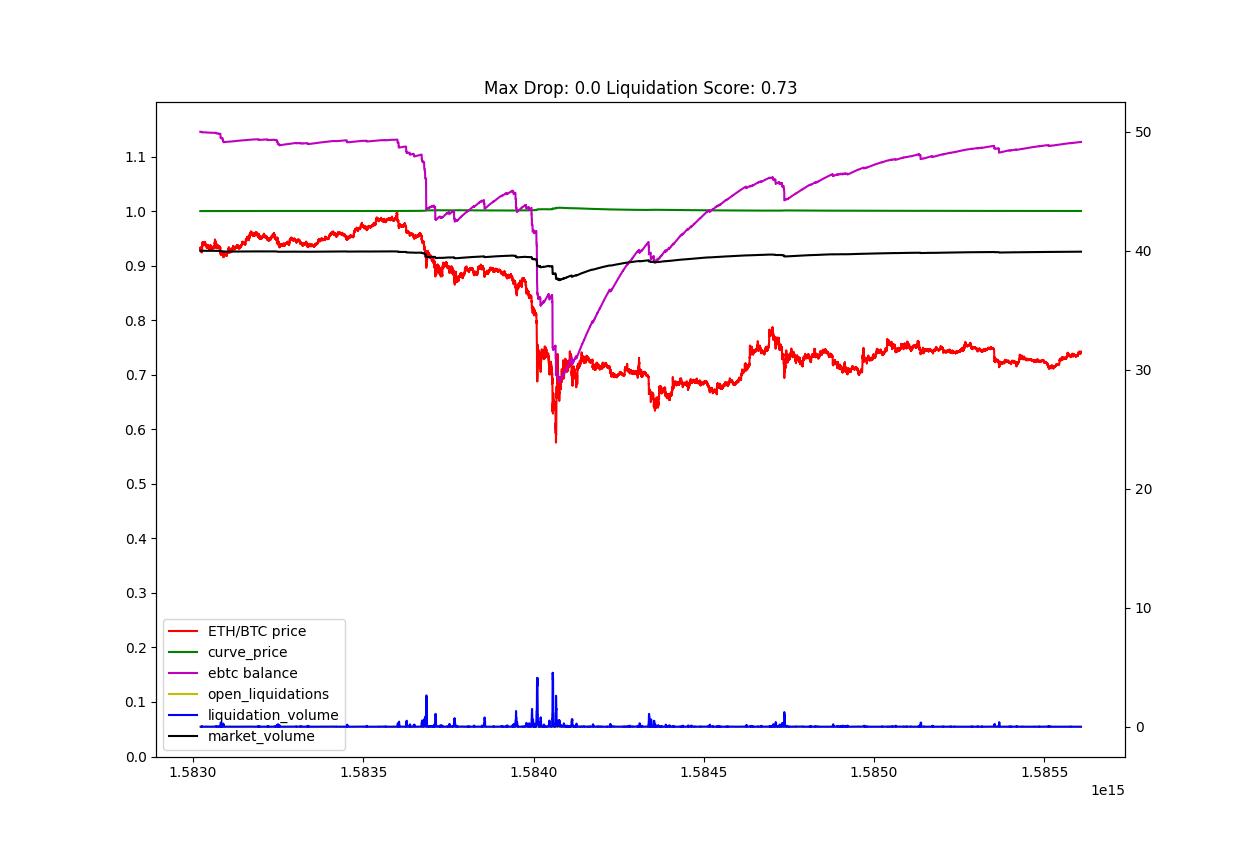 Max Drop: 0.0 Liquidation Score: 0.73
1.1
1.0
0.9
0.8
0.7
0.6
0.5
0.4
0.3
0.2
0.1
0.0
50
40
30
20
10
0
ETH/BTC price
curve_price
ebtc balance
open_liquidations
liquidation_volume
market_volume
1.5830 1.5835 1.5840 1.5845 1.5850 1.5855
1e15